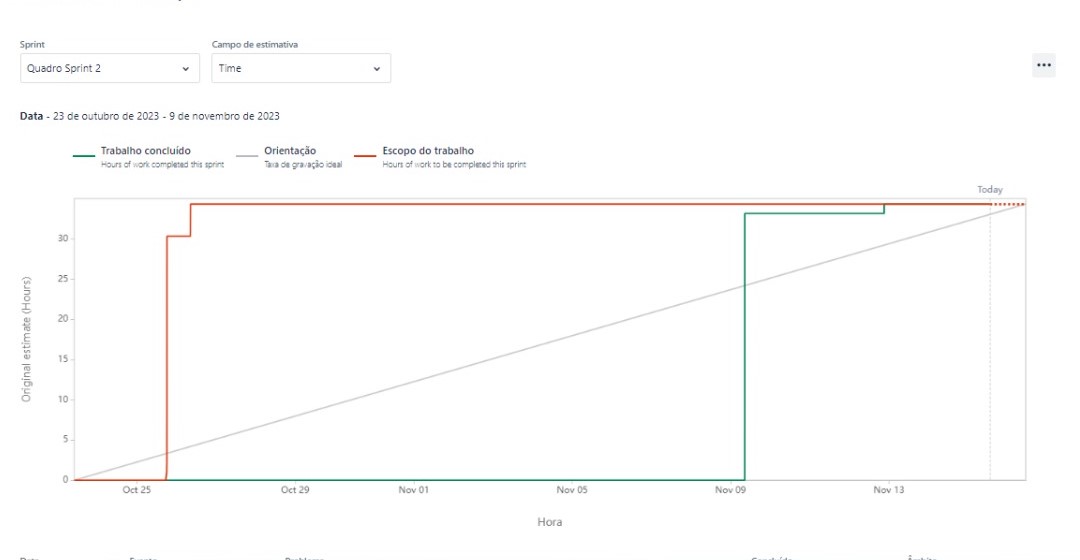 Sprint Campo de estimativa
Quadro Sprint 2 Time
Data - 23 de outubro de 2023 - 9 de novembro de 2023
Trabalho concluído Orientação Escopo do trabalho
Hours of work completed this sprint Taxa de gravação ideal Hours of work to be completed this sprint
Today
30
25
20
15
10
5
0
Original estimate (Hours)
Oct 25 Oct 29 Nov 01 Nov 05 Nov 09 Nov 13
Hora